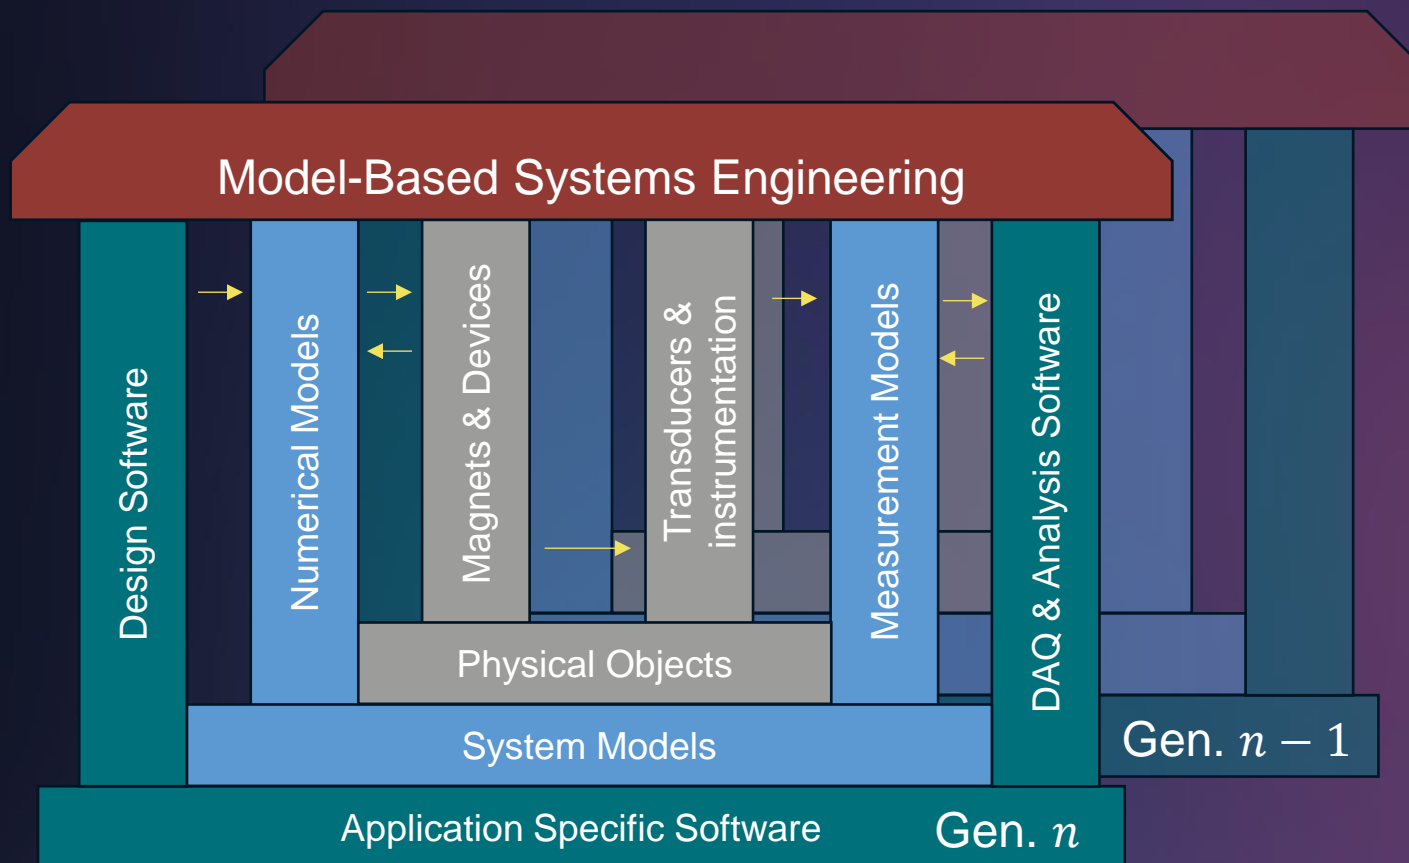 Model-Based Systems Engineering
Design Software
Numerical Models
Magnets & Devices
Transducers &
instrumentation
Measurement Models
DAQ & Analysis Software
Physical Objects
System Models
Gen. n − 1
Application Specific Software
Gen. n